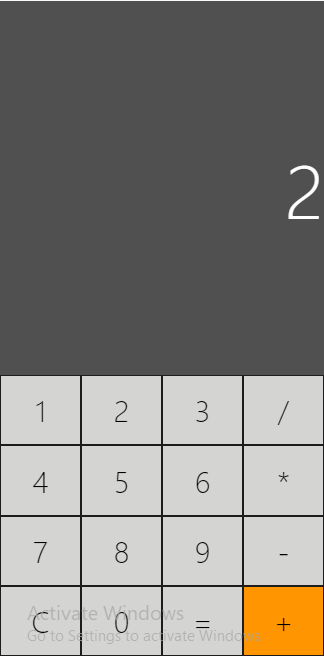 2
1 2 3 /
4 5 6 *
7 8 9 -
C 0 = +
Activate Windows
Go to Settings to activate Windows.